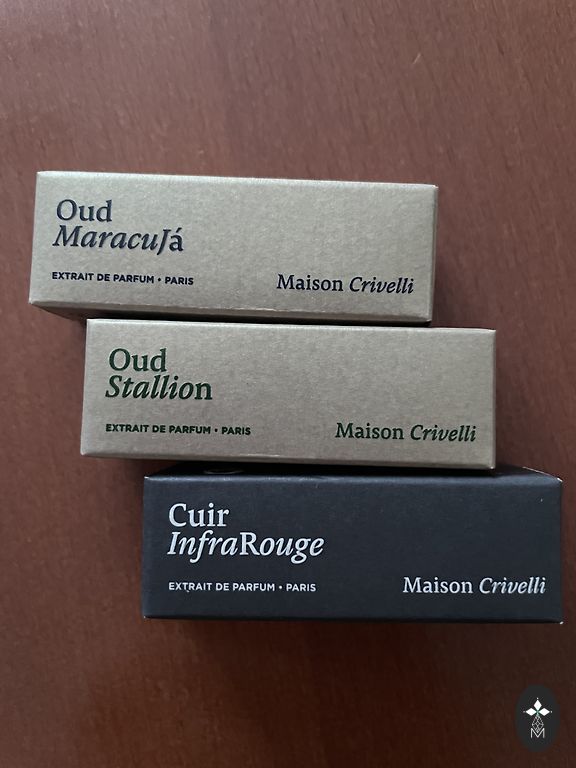 Oud
MaracuJá
EXTRAIT DE PARFUM • PARIS
Maison Crivelli
Oud
Stallion
EXTRAIT DE PARFUM • PARIS
Maison Crivelli
Cuir
InfraRouge
EXTRAIT DE PARFUM • PARIS
Maison Crivelli
M